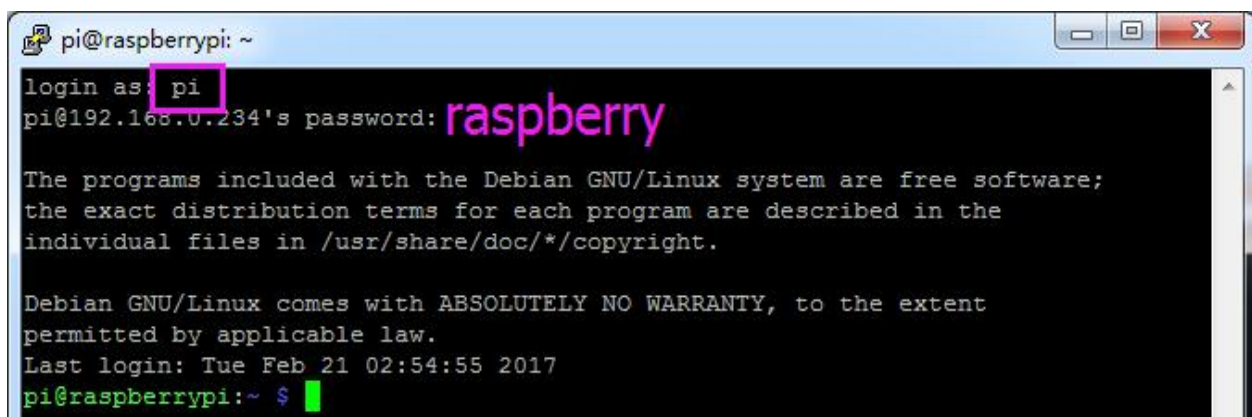 pi@raspberrypi: ~
login as: pi
pi@192.168.0.234's password: raspberry
The programs included with the Debian GNU/Linux system are free software;
the exact distribution terms for each program are described in the
individual files in /usr/share/doc/*/copyright.
Debian GNU/Linux comes with ABSOLUTELY NO WARRANTY, to the extent
permitted by applicable law.
Last login: Tue Feb 21 02:54:55 2017
pi@raspberrypi:~ $